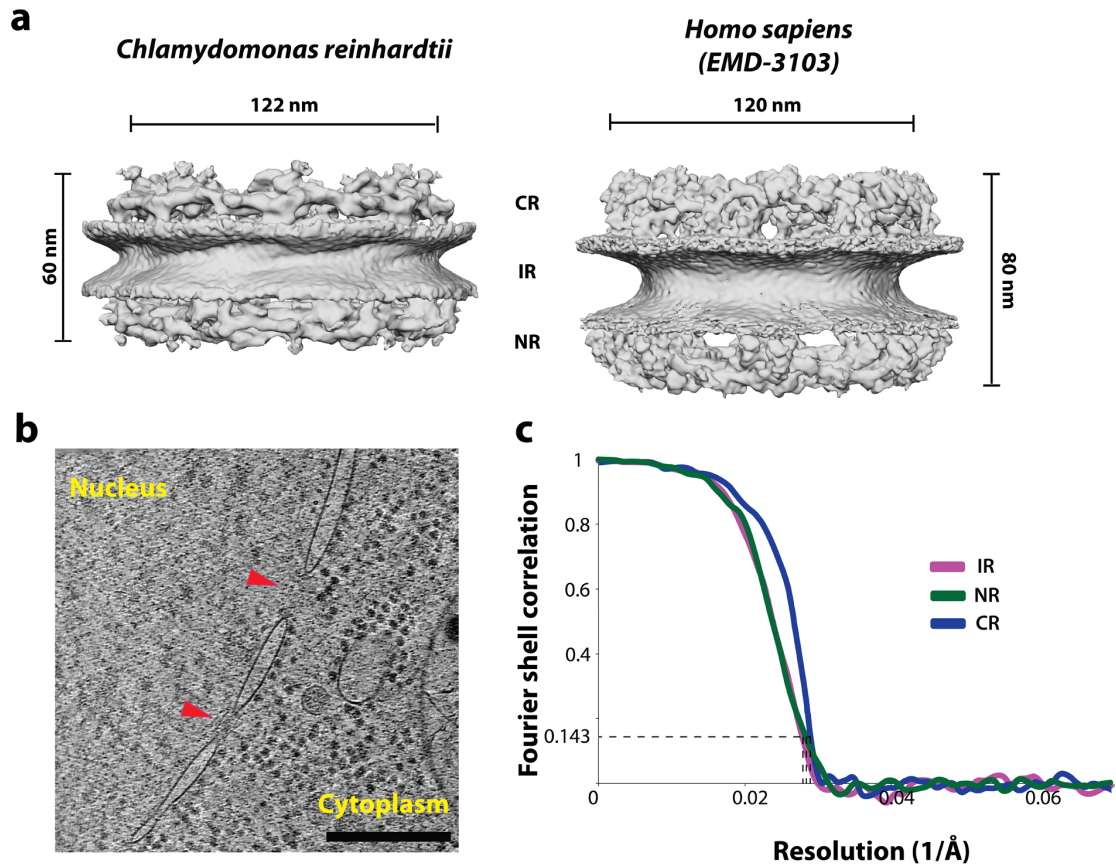 a
Chlamydomonas reinhardtii
Homo sapiens
(EMD-3103)
122 nm
120 nm
60 nm
CR
IR
NR
80 nm
b
Nucleus
Cytoplasm
c
Fourier shell correlation
1
0.8
0.6
0.4
0.143
0
0.02
0.04
0.06
Resolution (1/Å)
IR
NR
CR